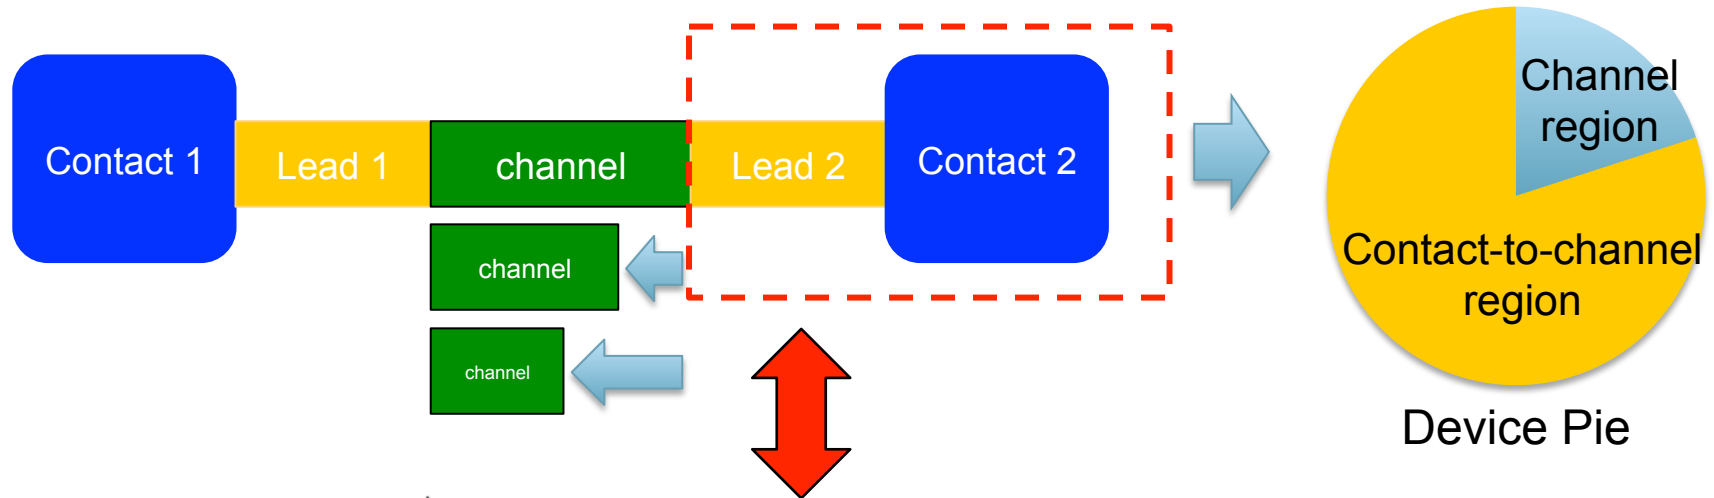 Contact 1
Lead 1
channel
Lead 2
Contact 2
channel
channel
Channel
region
Contact-to-channel
region
Device Pie